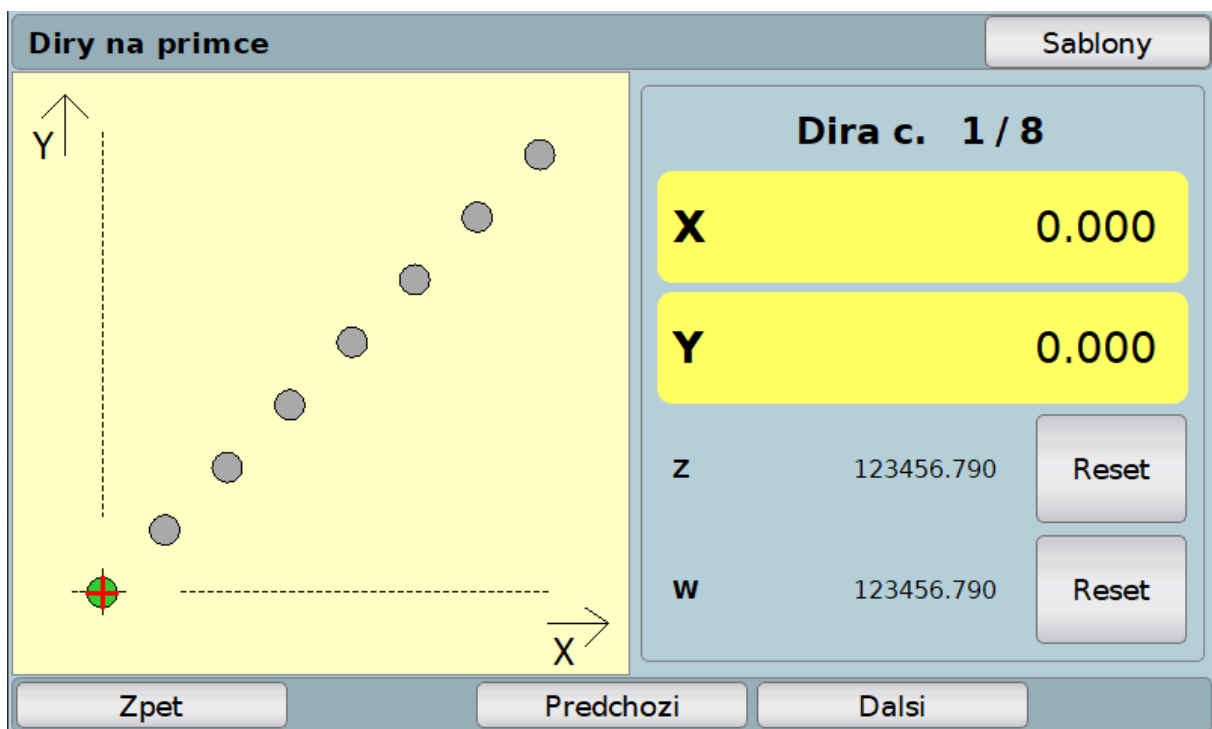 Diry na primce
Sablony
Y
X
Dira c. 1 / 8
X 0.000
Y 0.000
Z 123456.790 Reset
W 123456.790 Reset
Zpet
Predchozi
Dalsi